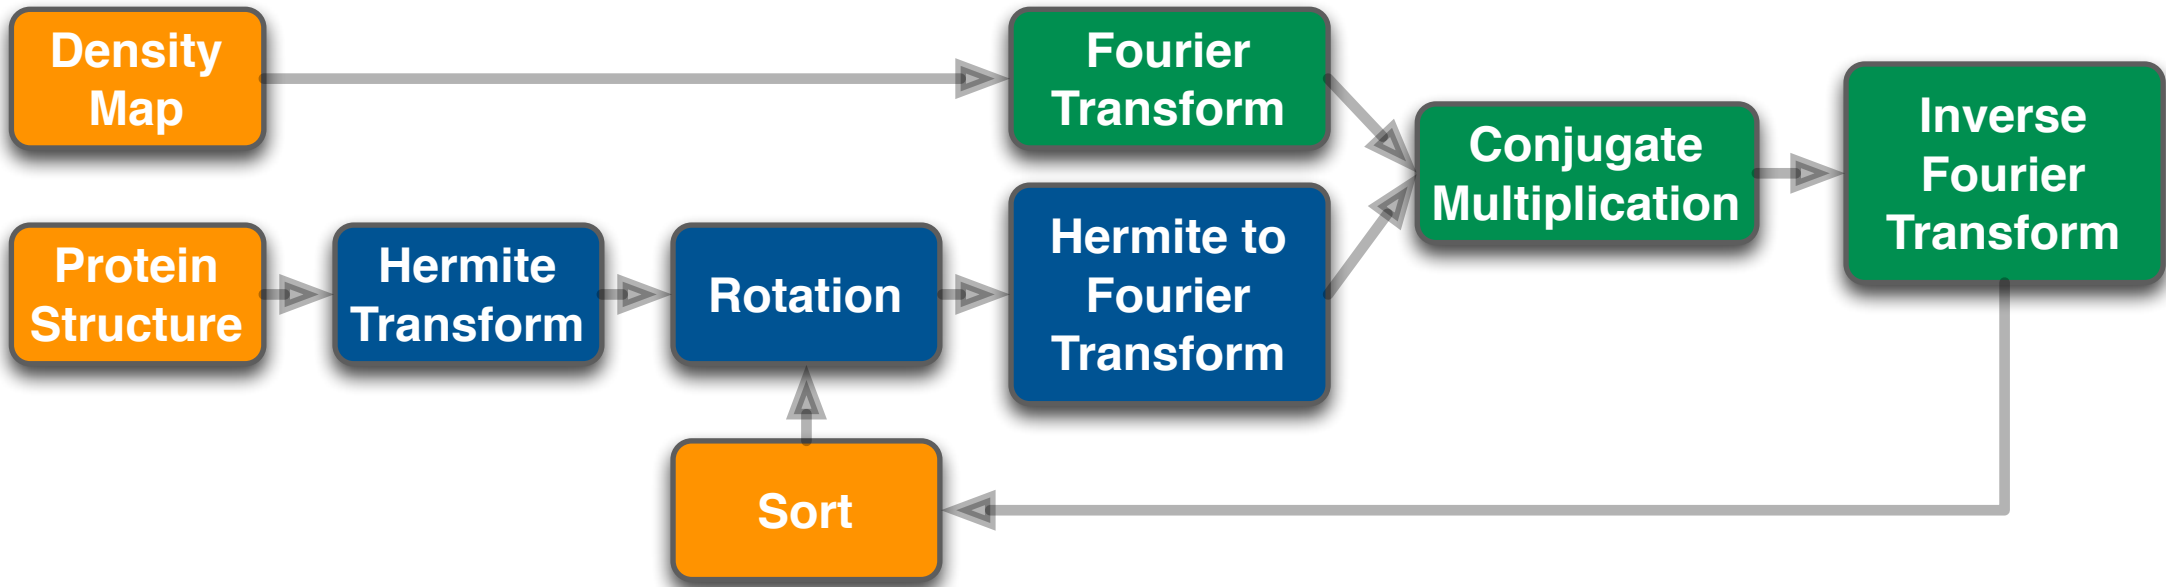 Density
Map
Fourier
Transform
Conjugate
Multiplication
Inverse
Fourier
Transform
Protein
Structure
Hermite
Transform
Rotation
Hermite to
Fourier
Transform
Sort